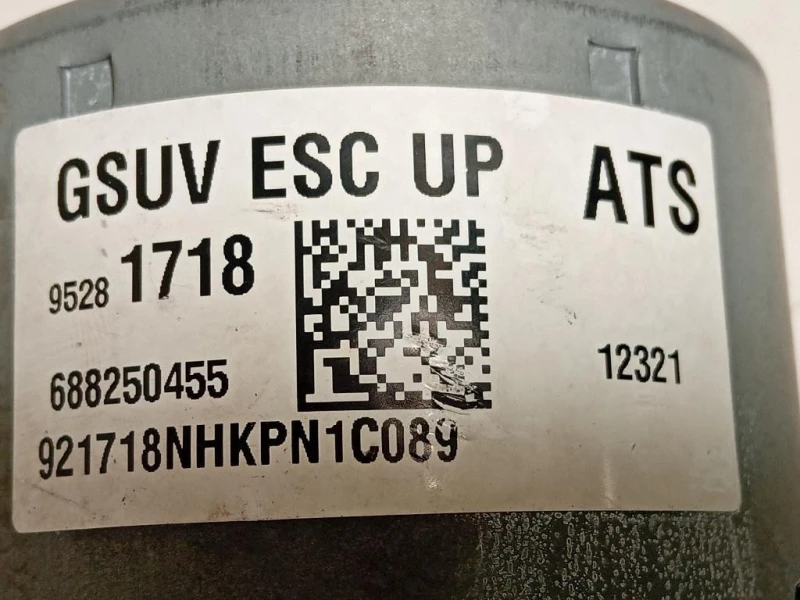 GSUV ESC UP ATS
9528 1718
12321
688250455
921718NHKPN1C089